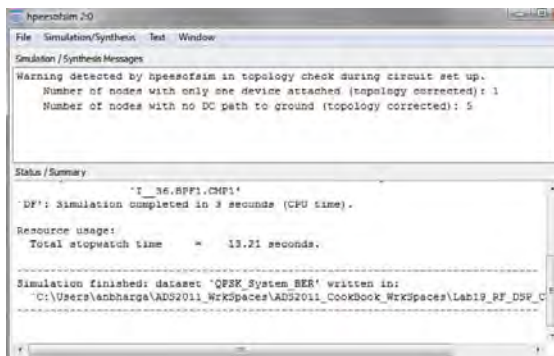 hpeesofsim 2:0
File Simulation/Synthesis Text Window
Simulation / Synthesis Messages
Warning detected by hpeesofsim in topology check during circuit set up.
Number of nodes with only one device attached (topology corrected): 1
Number of nodes with no DC path to ground (topology corrected): 5
Status / Summary
'I__36.BPF1.CMP1'
'DF': Simulation completed in 3 seconds (CPU time).
Resource usage:
Total stopwatch time = 13.21 seconds.
Simulation finished: dataset 'QPSK_System_BER' written in:
'C:\Users\anbharga\ADS2011_WrkSpaces\ADS2011_CookBook_WrkSpaces\Lab19_RF_DSP_C